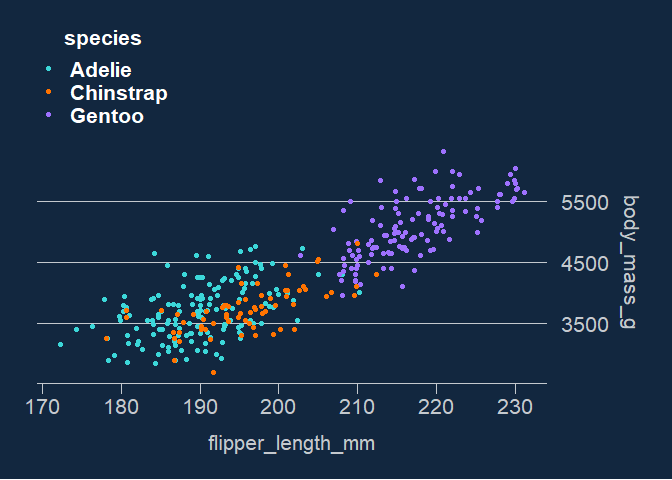 species
Adelie
Chinstrap
Gentoo
5500
4500
3500
body_mass_g
170 180 190 200 210 220 230
flipper_length_mm